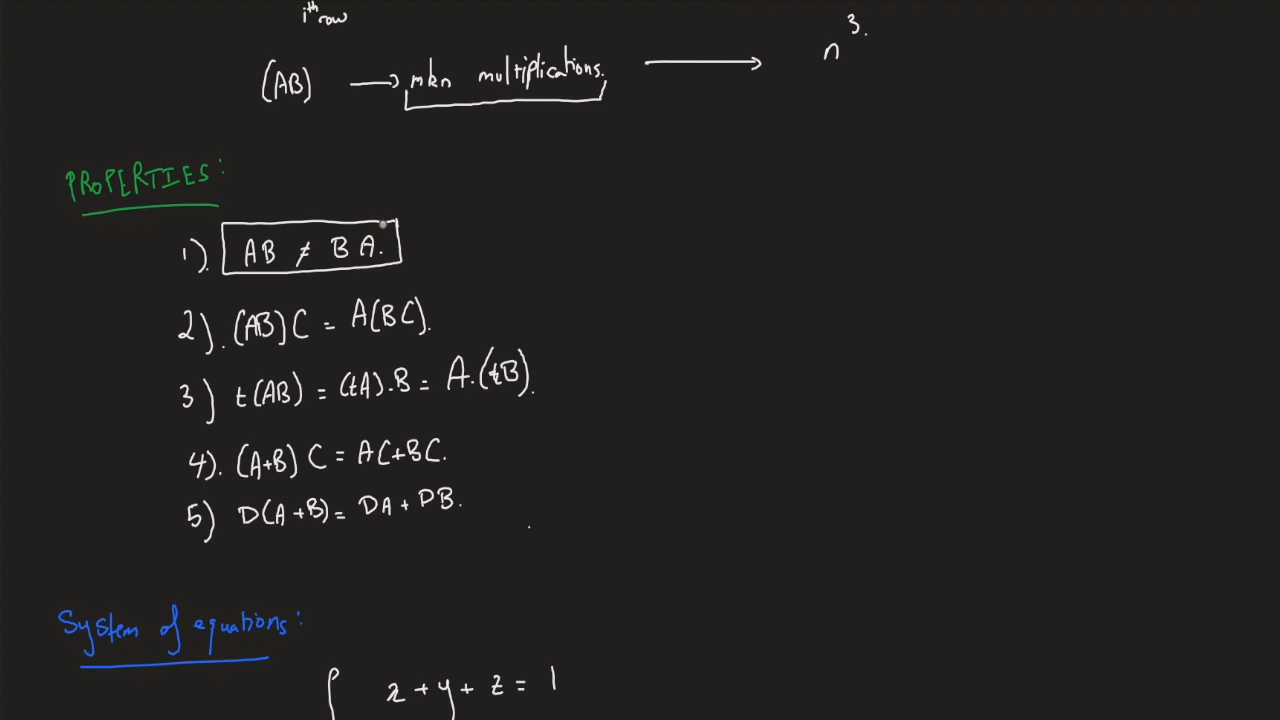 i^th row
(AB) → mkn multiplications. → n^3.
PROPERTIES:
1). AB ≠ BA.
2). (AB)C = A(BC).
3) t(AB) = (tA).B = A.(tB).
4). (A+B) C = AC+BC.
5) D(A+B) = DA + DB.
System of equations:
{ x + y + z = 1